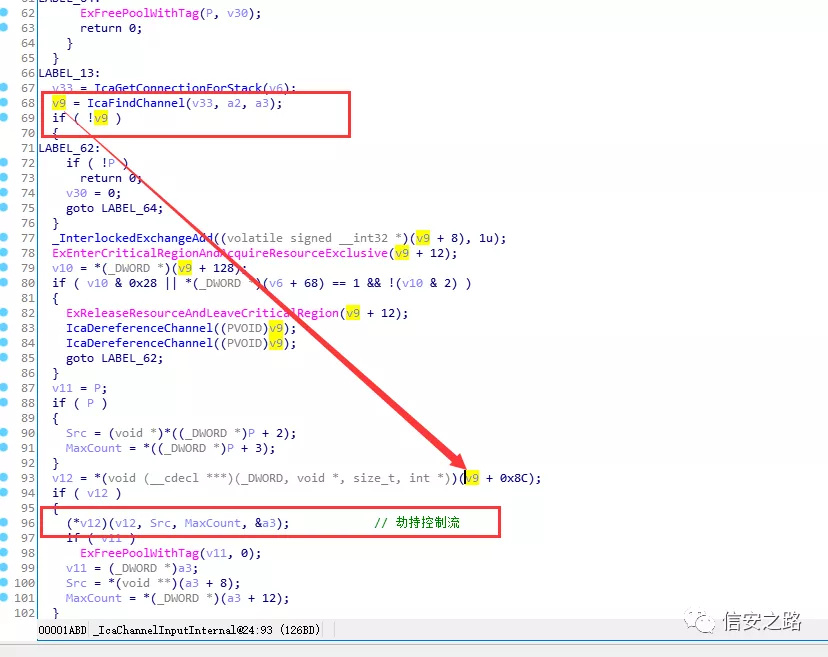 62 ExFreePoolWithTag(P, v30);
63 return 0;
64 }
65 }
66 LABEL_13:
67 v33 = IcaGetConnectionForStack(v6);
68 v9 = IcaFindChannel(v33, a2, a3);
69 if ( !v9 )
70 {
71 LABEL_62:
72 if ( !P )
73 return 0;
74 v30 = 0;
75 goto LABEL_64;
76 }
77 _InterlockedExchangeAdd((volatile signed __int32 *)(v9 + 8), 1u);
78 ExEnterCriticalRegionAndAcquireResourceExclusive(v9 + 12);
79 v10 = *(_DWORD *)(v9 + 128);
80 if ( v10 & 0x28 || *(_DWORD *)(v6 + 68) == 1 && !(v10 & 2) )
81 {
82 ExReleaseResourceAndLeaveCriticalRegion(v9 + 12);
83 IcaDereferenceChannel((PVOID)v9);
84 IcaDereferenceChannel((PVOID)v9);
85 goto LABEL_62;
86 }
87 v11 = P;
88 if ( P )
89 {
90 Src = (void *)*((_DWORD *)P + 2);
91 MaxCount = *((_DWORD *)P + 3);
92 }
93 v12 = *(void (__cdecl ***)(_DWORD, void *, size_t, int *))(v9 + 0x8C);
94 if ( v12 )
95 {
96 (*v12)(v12, Src, MaxCount, &a3); // 劫持控制流
97 if ( v11 )
98 ExFreePoolWithTag(v11, 0);
99 v11 = (_DWORD *)a3;
100 Src = *(void **)(a3 + 8);
101 MaxCount = *(_DWORD *)(a3 + 12);
102 }
00001ABD _IcaChannelInputInternal@24:93 (126BD)
信安之路